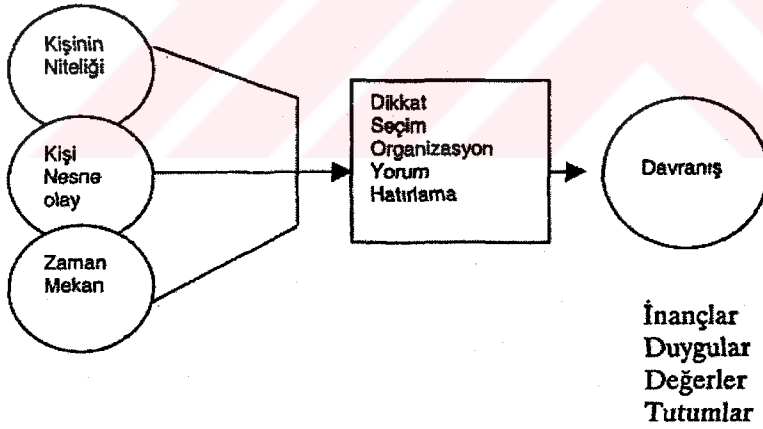 Kişinin
Niteliği
Kişi
Nesne
olay
Zaman
Mekan
Dikkat
Seçim
Organizasyon
Yorum
Hatırlama
Davranış
İnançlar
Duygular
Değerler
Tutumlar